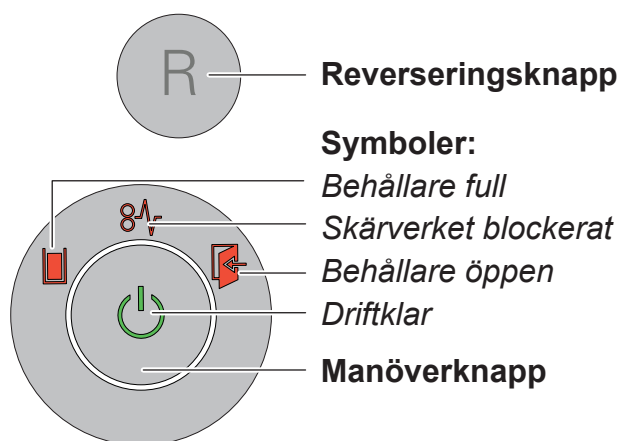 R
Reverseringsknapp
Symboler:
Behållare full
Skärverket blockerat
Behållare öppen
Driftklar
Manöverknapp